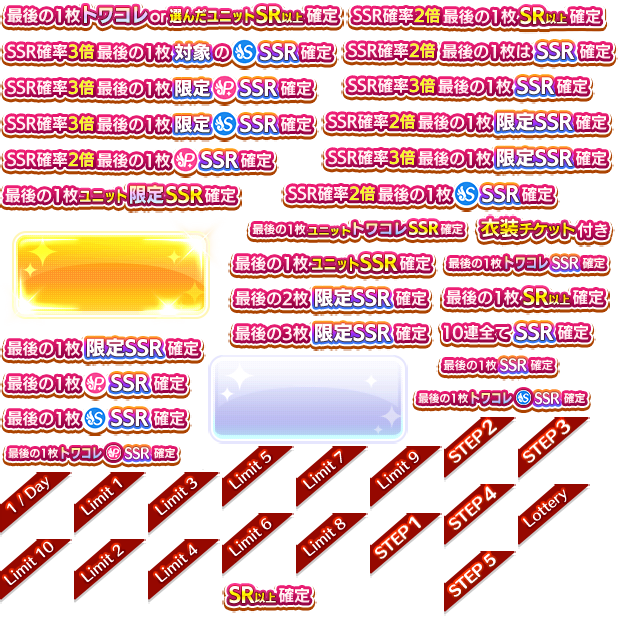 最後の1枚トワコレor選んだユニットSR以上確定
SSR確率2倍最後の1枚SR以上確定
SSR確率3倍最後の1枚対象のSSR確定
SSR確率2倍最後の1枚はSSR確定
SSR確率3倍最後の1枚限定SSR確定
SSR確率3倍最後の1枚SSR確定
SSR確率3倍最後の1枚限定SSR確定
SSR確率2倍最後の1枚限定SSR確定
SSR確率2倍最後の1枚SSR確定
SSR確率3倍最後の1枚限定SSR確定
最後の1枚ユニット限定SSR確定
SSR確率2倍最後の1枚SSR確定
最後の1枚ユニットトワコレSSR確定
衣装チケット付き
最後の1枚ユニットSSR確定
最後の1枚トワコレSSR確定
最後の2枚限定SSR確定
最後の1枚SR以上確定
最後の3枚限定SSR確定
10連全てSSR確定
最後の1枚限定SSR確定
最後の1枚SSR確定
最後の1枚SSR確定
最後の1枚トワコレSSR確定
最後の1枚SSR確定
最後の1枚トワコレSSR確定
STEP 2
STEP 3
1 / Day
Limit 1
Limit 3
Limit 5
Limit 7
Limit 9
STEP 4
Lottery
Limit 10
Limit 2
Limit 4
Limit 6
Limit 8
STEP1
STEP 5
SR以上確定